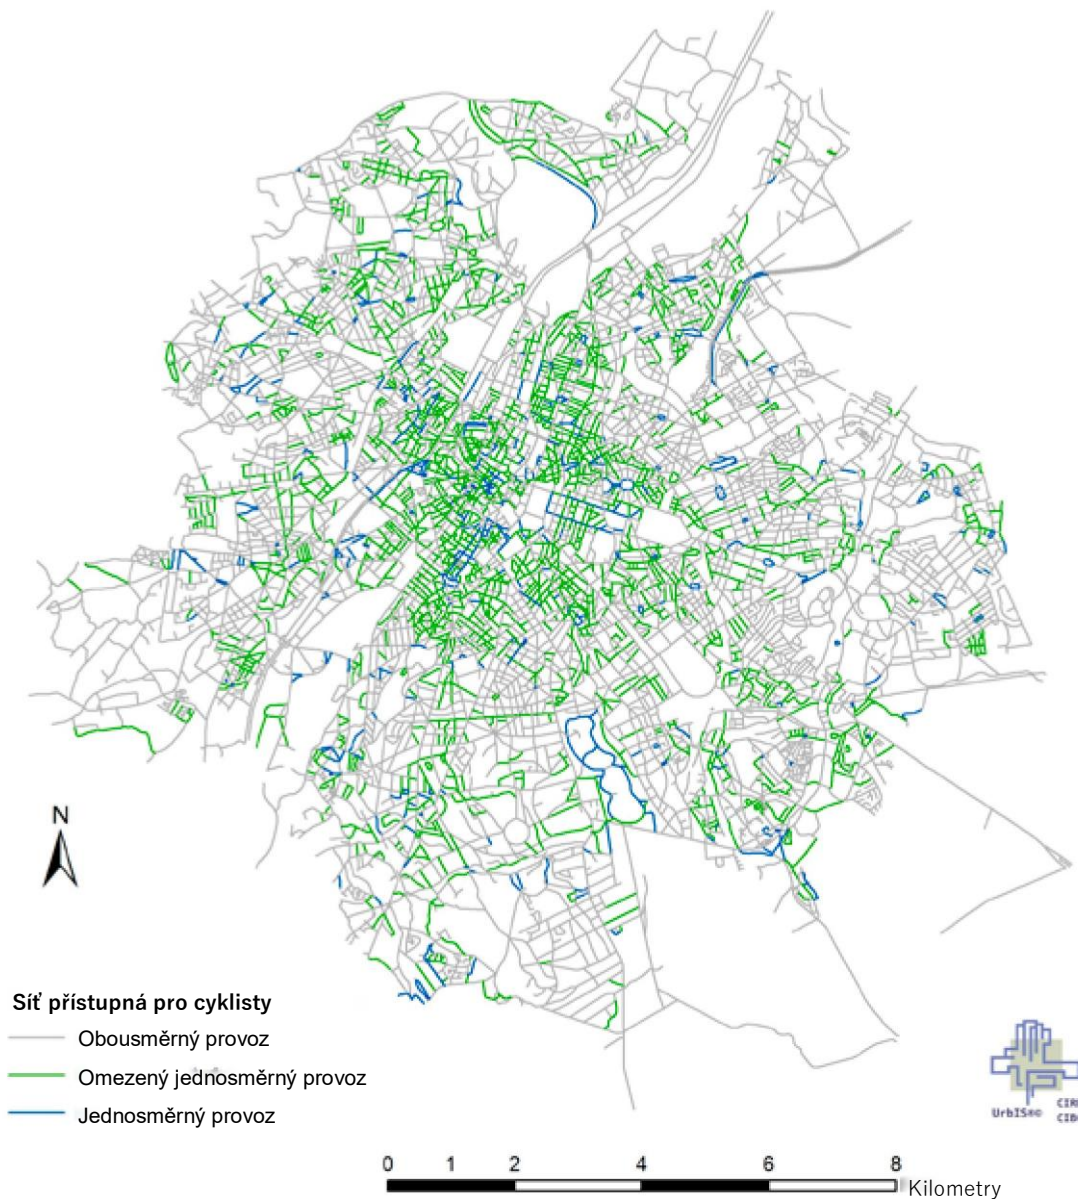 N
Síť přístupná pro cyklisty
Obousměrný provoz
Omezený jednosměrný provoz
Jednosměrný provoz
UrbIS
0 1 2 4 6 8
Kilometry